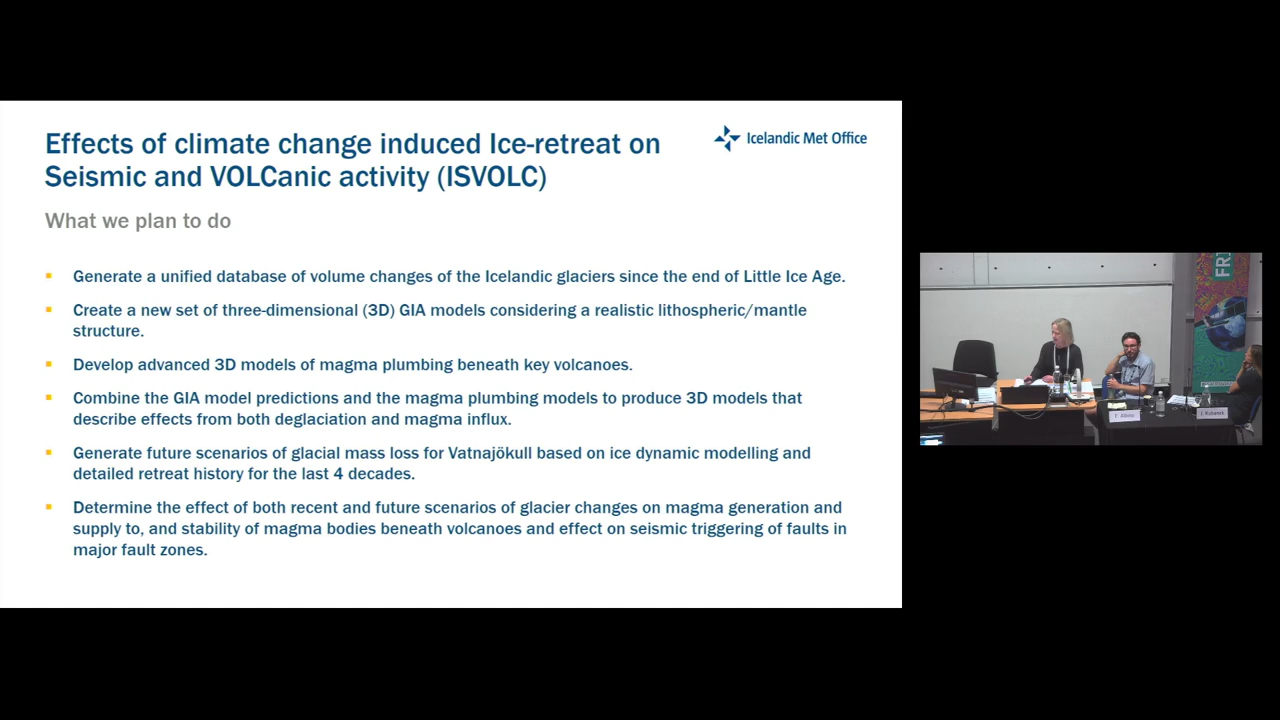 Effects of climate change induced Ice-retreat on
Seismic and VOLCanic activity (ISVOLC)
Icelandic Met Office
What we plan to do
Generate a unified database of volume changes of the Icelandic glaciers since the end of Little Ice Age.
Create a new set of three-dimensional (3D) GIA models considering a realistic lithospheric/mantle
structure.
Develop advanced 3D models of magma plumbing beneath key volcanoes.
Combine the GIA model predictions and the magma plumbing models to produce 3D models that
describe effects from both deglaciation and magma influx.
Generate future scenarios of glacial mass loss for Vatnajökull based on ice dynamic modelling and
detailed retreat history for the last 4 decades.
Determine the effect of both recent and future scenarios of glacier changes on magma generation and
supply to, and stability of magma bodies beneath volcanoes and effect on seismic triggering of faults in
major fault zones.